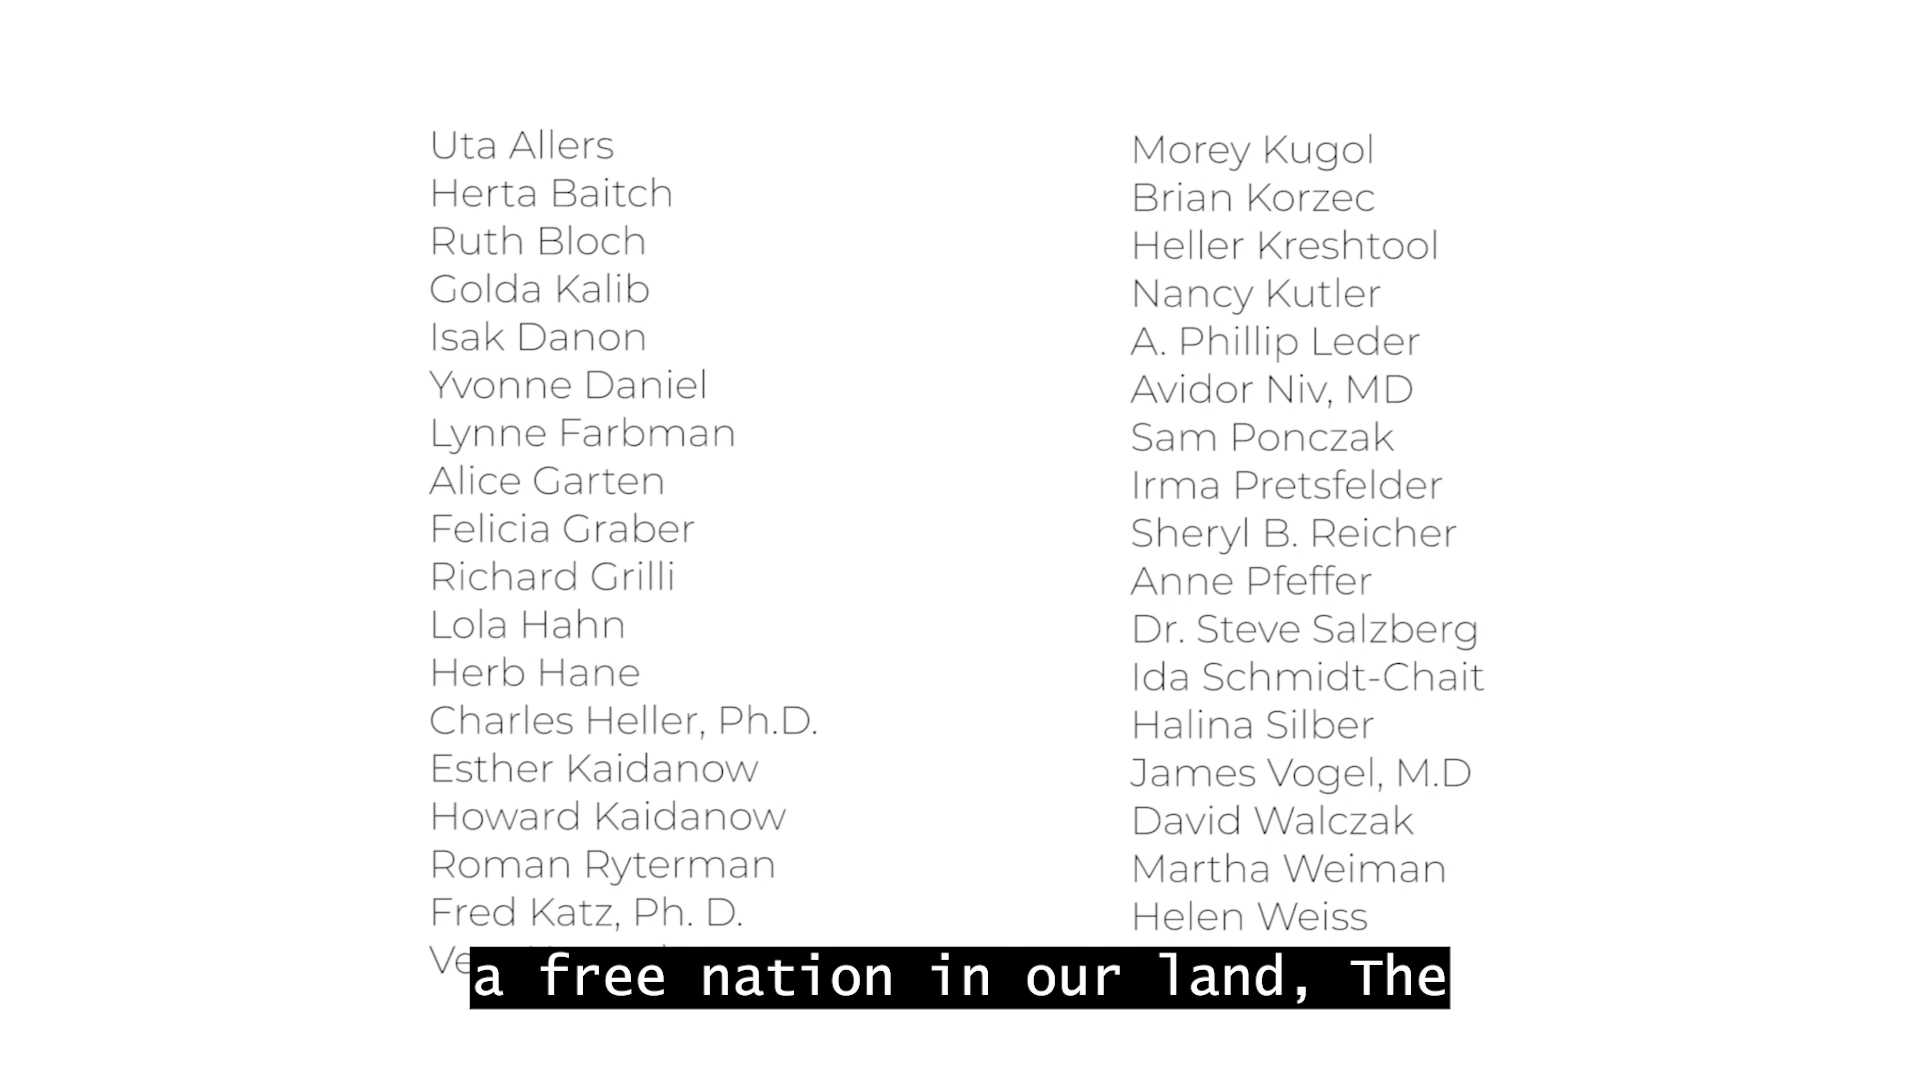 Uta Allers
Herta Baitch
Ruth Bloch
Golda Kalib
Isak Danon
Yvonne Daniel
Lynne Farbman
Alice Garten
Felicia Graber
Richard Grilli
Lola Hahn
Herb Hane
Charles Heller, Ph.D.
Esther Kaidanow
Howard Kaidanow
Roman Ryterman
Fred Katz, Ph. D.
Morey Kugol
Brian Korzec
Heller Kreshtool
Nancy Kutler
A. Phillip Leder
Avidor Niv, MD
Sam Ponczak
Irma Pretsfelder
Sheryl B. Reicher
Anne Pfeffer
Dr. Steve Salzberg
Ida Schmidt-Chait
Halina Silber
James Vogel, M.D
David Walczak
Martha Weiman
Helen Weiss
a free nation in our land, The